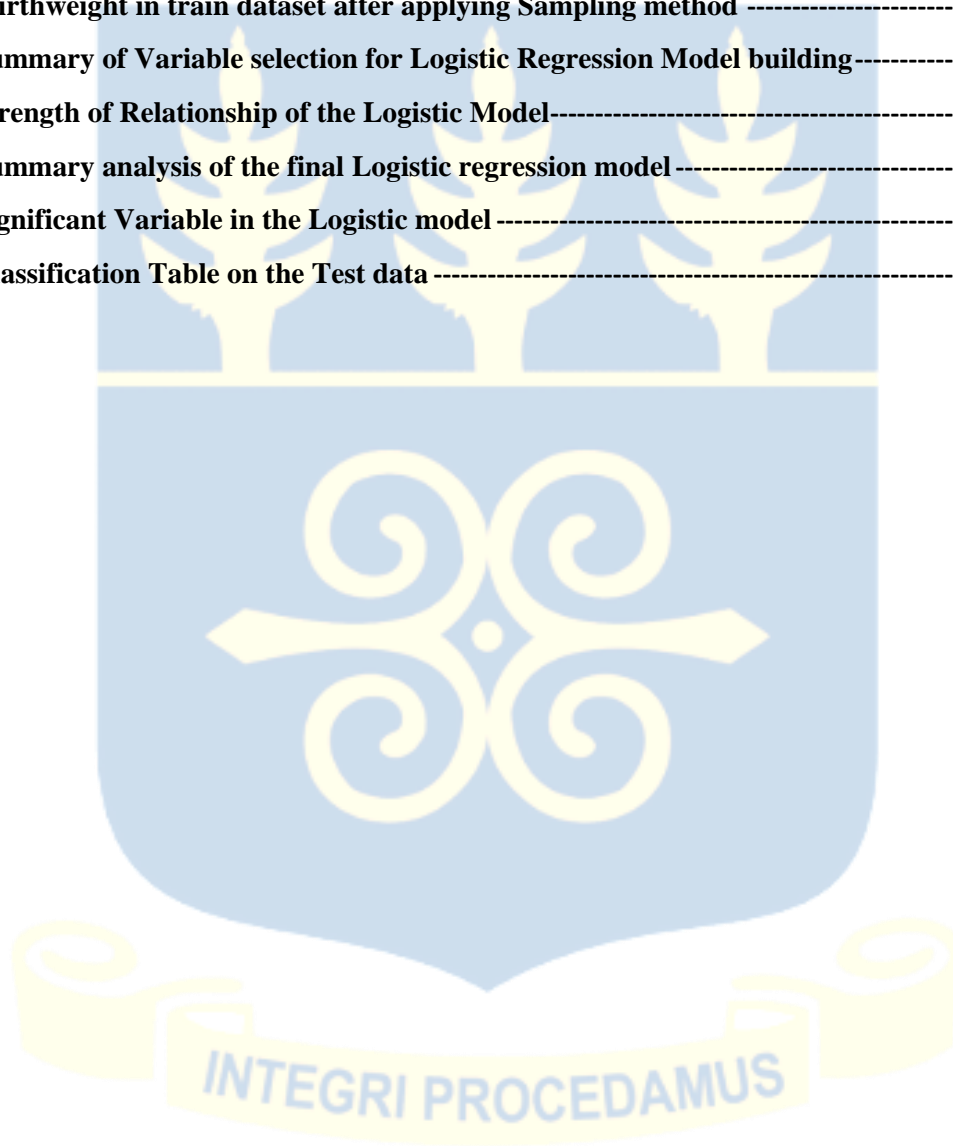 irthweight in train dataset after applying Sampling method -----------------------
ummary of Variable selection for Logistic Regression Model building-----------
rength of Relationship of the Logistic Model---------------------------------------------
ummary analysis of the final Logistic regression model -------------------------------
gnificant Variable in the Logistic model ---------------------------------------------------
assification Table on the Test data ----------------------------------------------------------
INTEGRI PROCEDAMUS